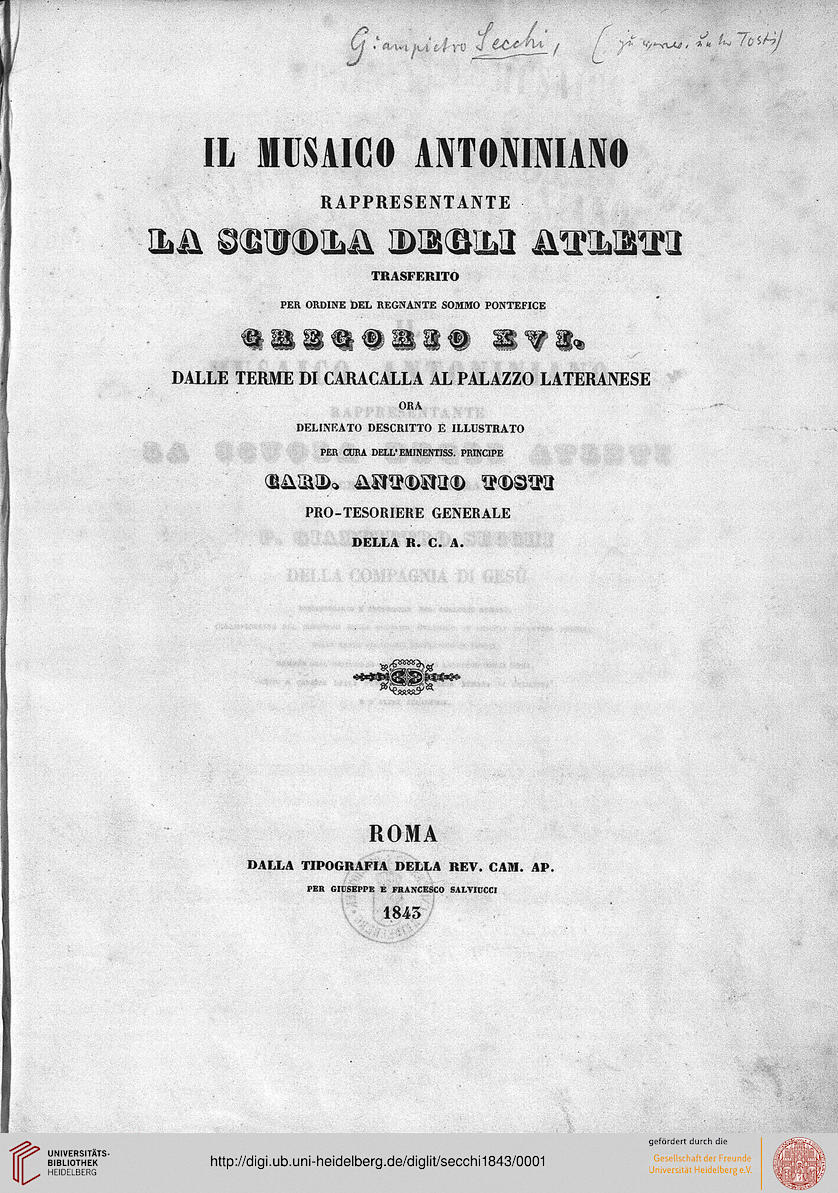 Giampietro Secchi,
IL MUSAICO ANTONINIANO
RAPPRESENTANTE
LA SCUOLA DEGLI ATLETI
TRASFERITO
PER ORDINE DEL REGNANTE SOMMO PONTEFICE
GREGORIO XVI.
DALLE TERME DI CARACALLA AL PALAZZO LATERANESE
ORA
DELINEATO DESCRITTO E ILLUSTRATO
PER CURA DELL'EMINENTISS. PRINCIPE
CARD. ANTONIO TOSTI
PRO-TESORIERE GENERALE
DELLA R. C. A.
ROMA
DALLA TIPOGRAFIA DELLA REV. CAM. AP.
PER GIUSEPPE E FRANCESCO SALVIUCCI
1843
UNIVERSITÄTS-
BIBLIOTHEK
HEIDELBERG
http://digi.ub.uni-heidelberg.de/diglit/secchi1843/0001
gefördert durch die
Gesellschaft der Freunde
Universität Heidelberg e.V.